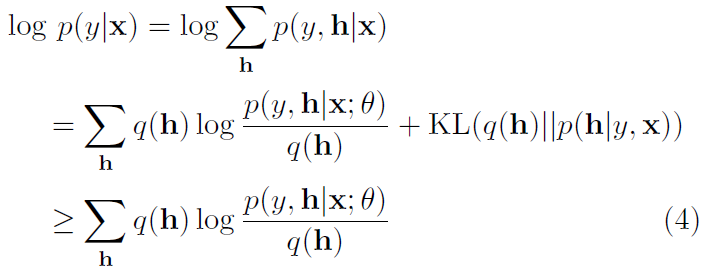 log p(y|x) = log ∑_h p(y, h|x)
= ∑_h q(h) log p(y, h|x; θ) / q(h) + KL(q(h)||p(h|y, x))
≥ ∑_h q(h) log p(y, h|x; θ) / q(h) (4)